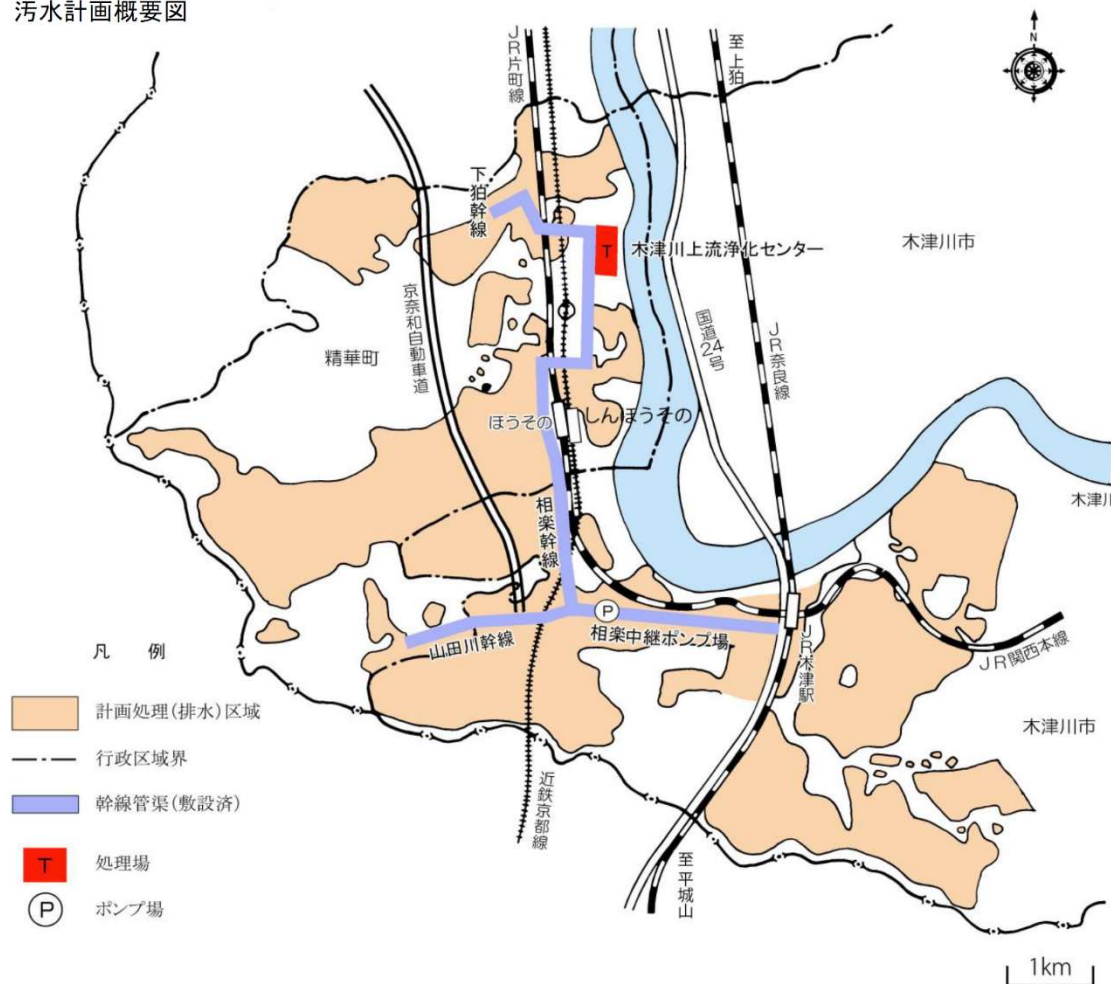 汚水計画概要図
N
JR片町線
至上狛
下狛幹線
T
木津川上流浄化センター
木津川市
京奈和自動車道
国道24号
JR奈良線
精華町
ほうその
しんほうその
木津川
相楽幹線
P
相楽中継ポンプ場
山田川幹線
JR木津駅
JR関西本線
木津川市
近鉄京都線
至平城山
凡 例
計画処理(排水)区域
行政区域界
幹線管渠(敷設済)
T 処理場
P ポンプ場
1km